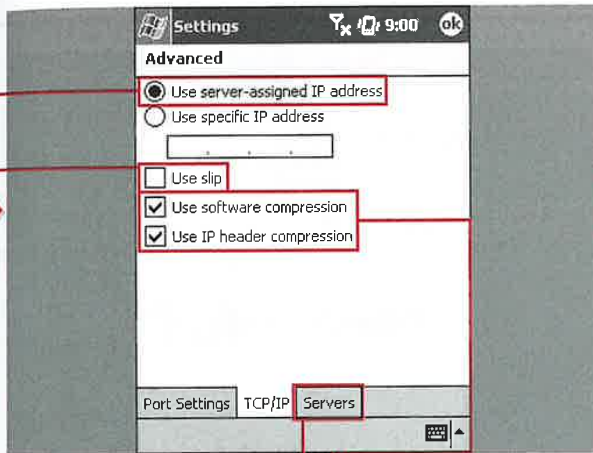 Settings 9:00 ok
Advanced
Use server-assigned IP address
Use specific IP address
. . .
Use slip
Use software compression
Use IP header compression
Port Settings TCP/IP Servers